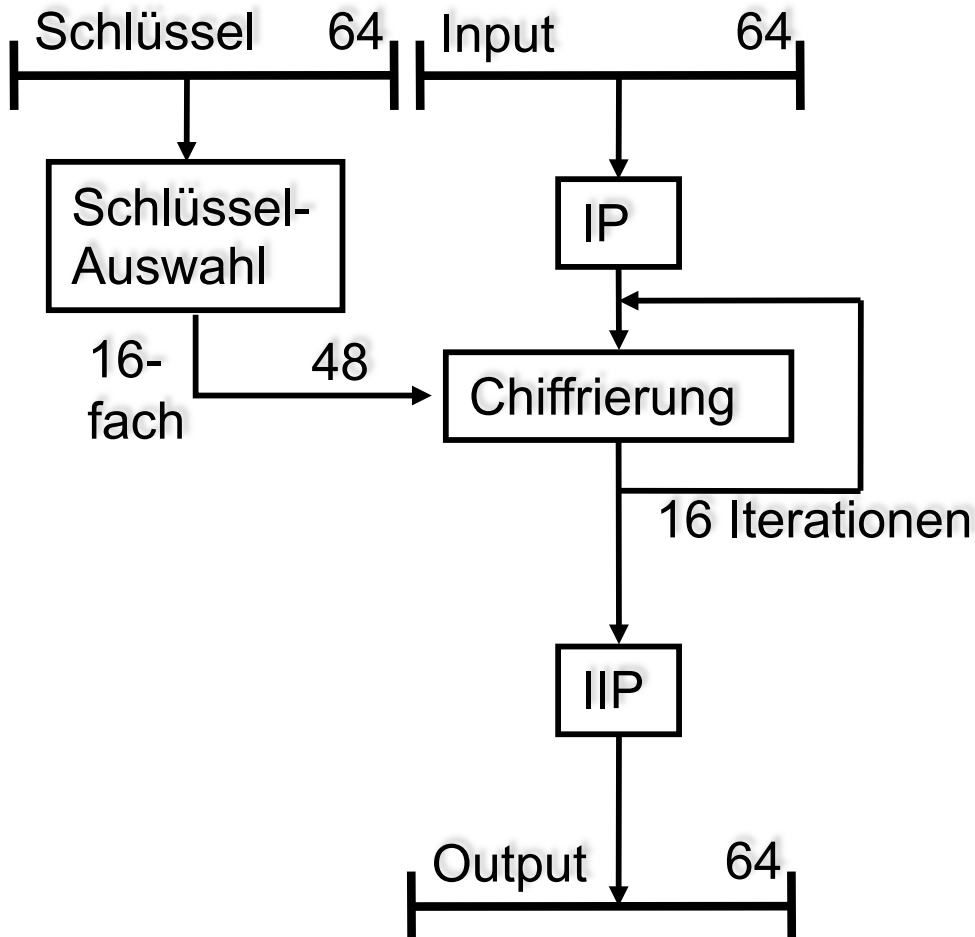 Schlüssel 64
Input 64
Schlüssel-
Auswahl
IP
16-
fach
48
Chiffrierung
16 Iterationen
IIP
Output 64